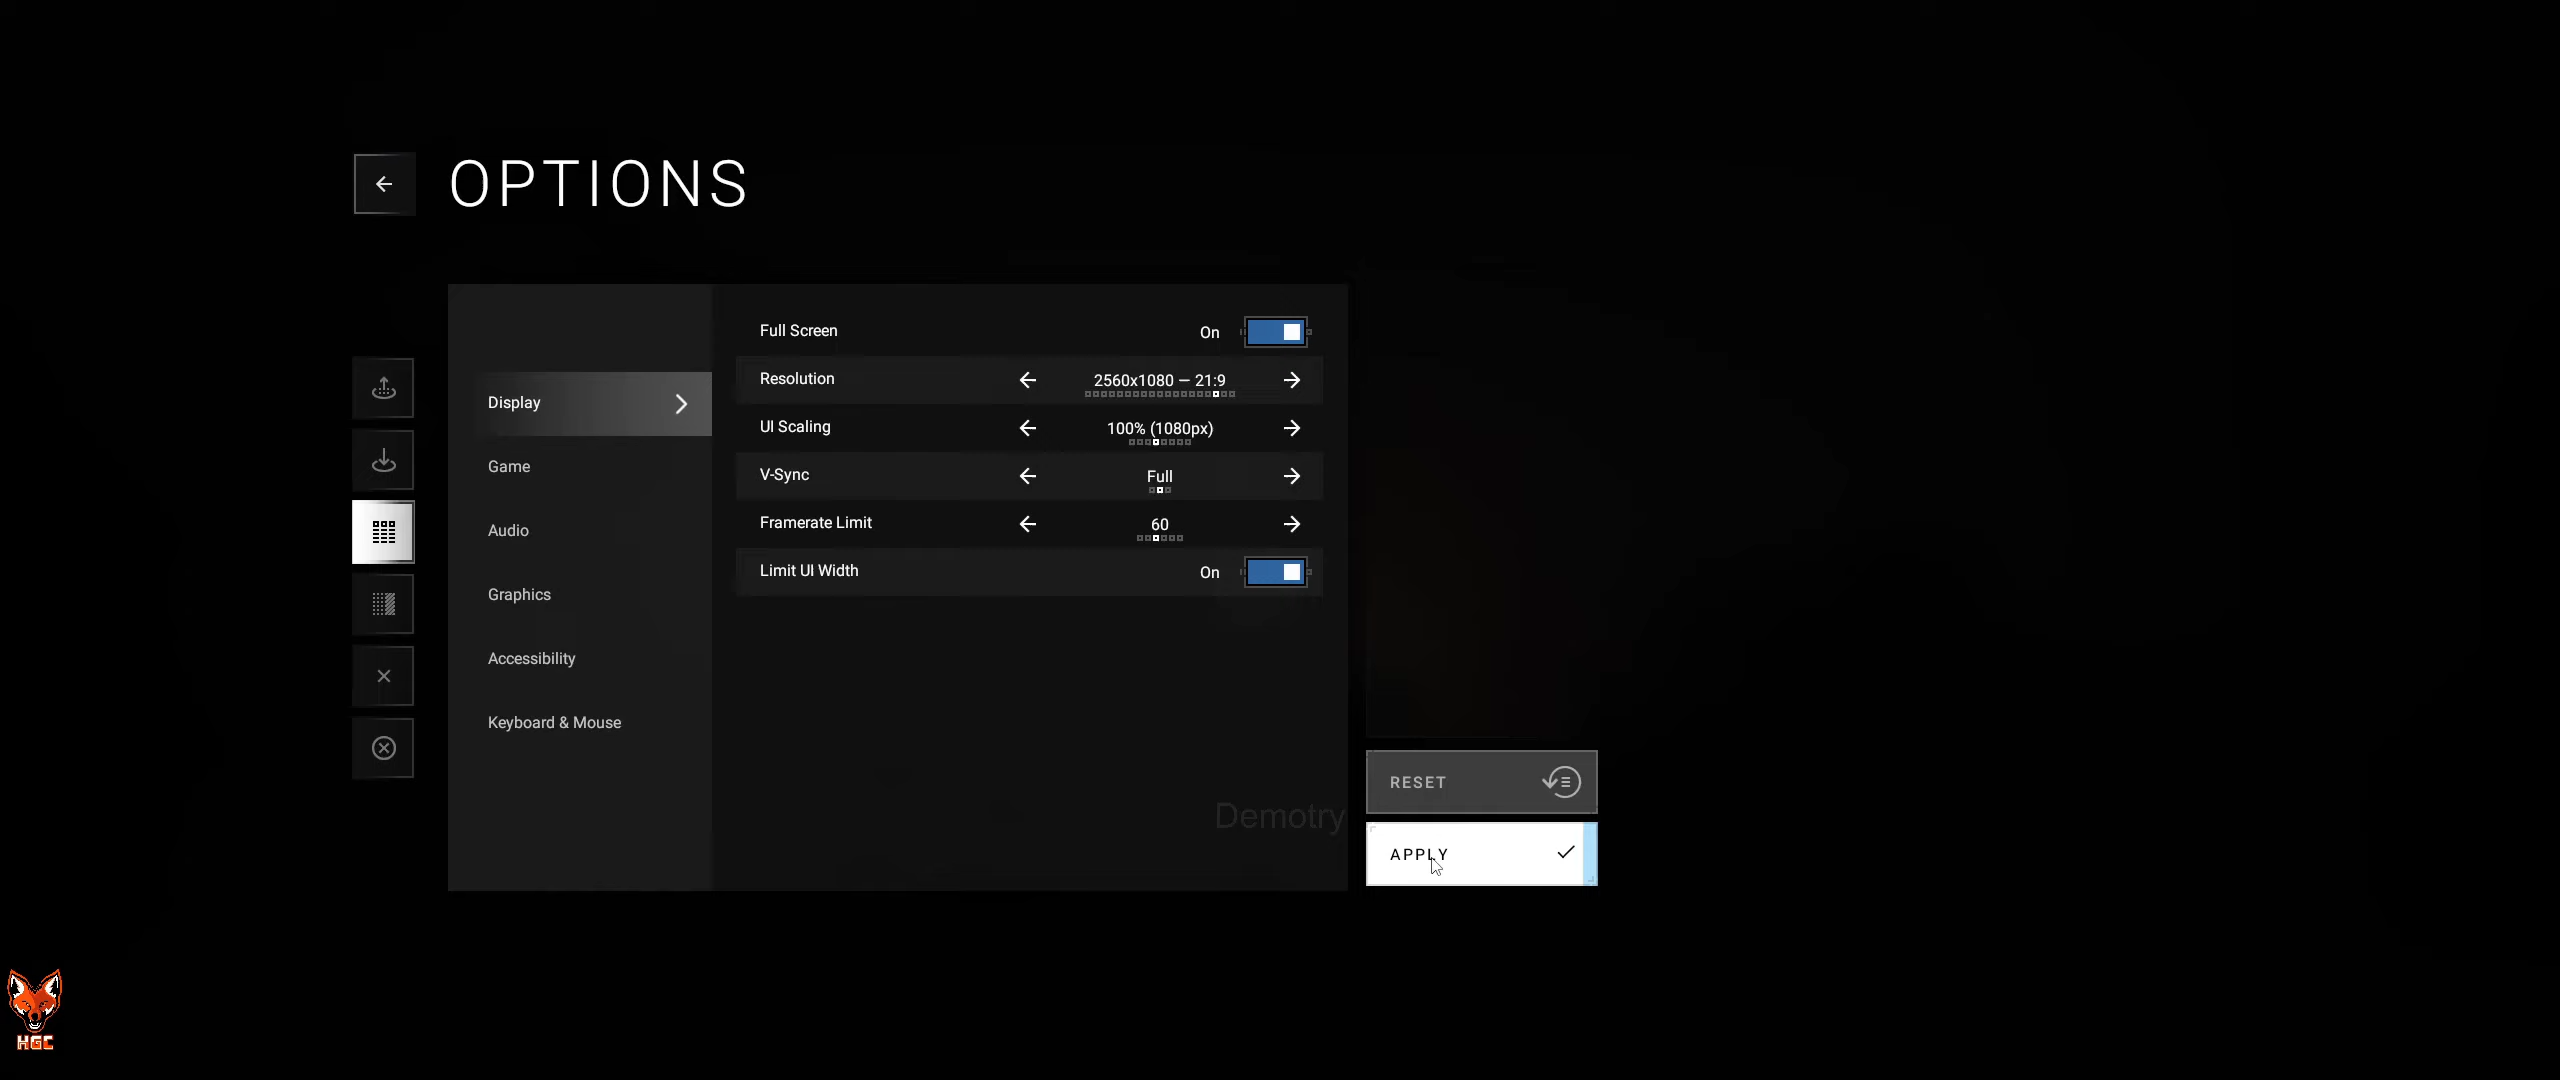 OPTIONS
Display
Game
Audio
Graphics
Accessibility
Keyboard & Mouse
Full Screen On
Resolution 2560x1080 — 21:9
UI Scaling 100% (1080px)
V-Sync Full
Framerate Limit 60
Limit UI Width On
Demotry
RESET
APPLY
HGC